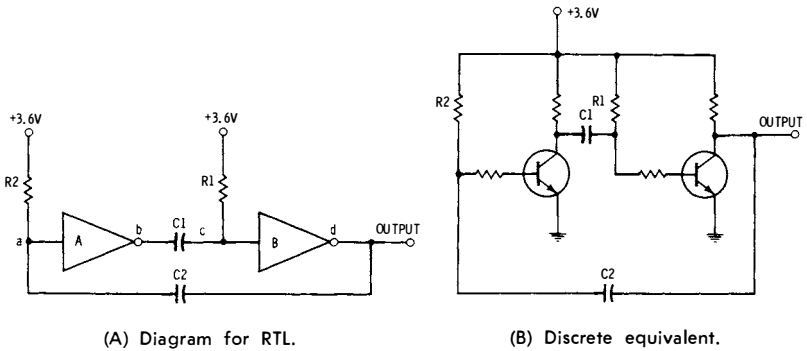 +3.6V
+3.6V
R2
R1
a
A
b
C1
c
B
d
OUTPUT
C2
(A) Diagram for RTL.
+3.6V
R2
C1
R1
OUTPUT
C2
(B) Discrete equivalent.